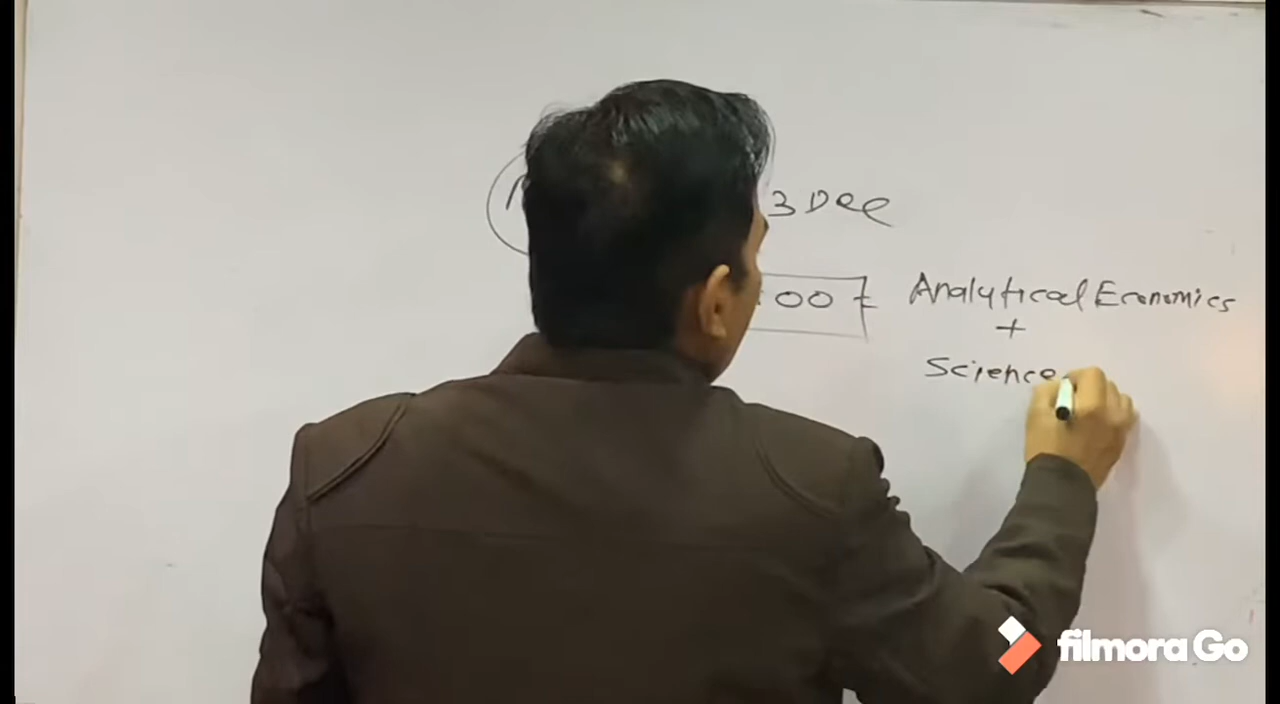 3 Dec
:00 = Analytical Economics
+
Science
filmora Go